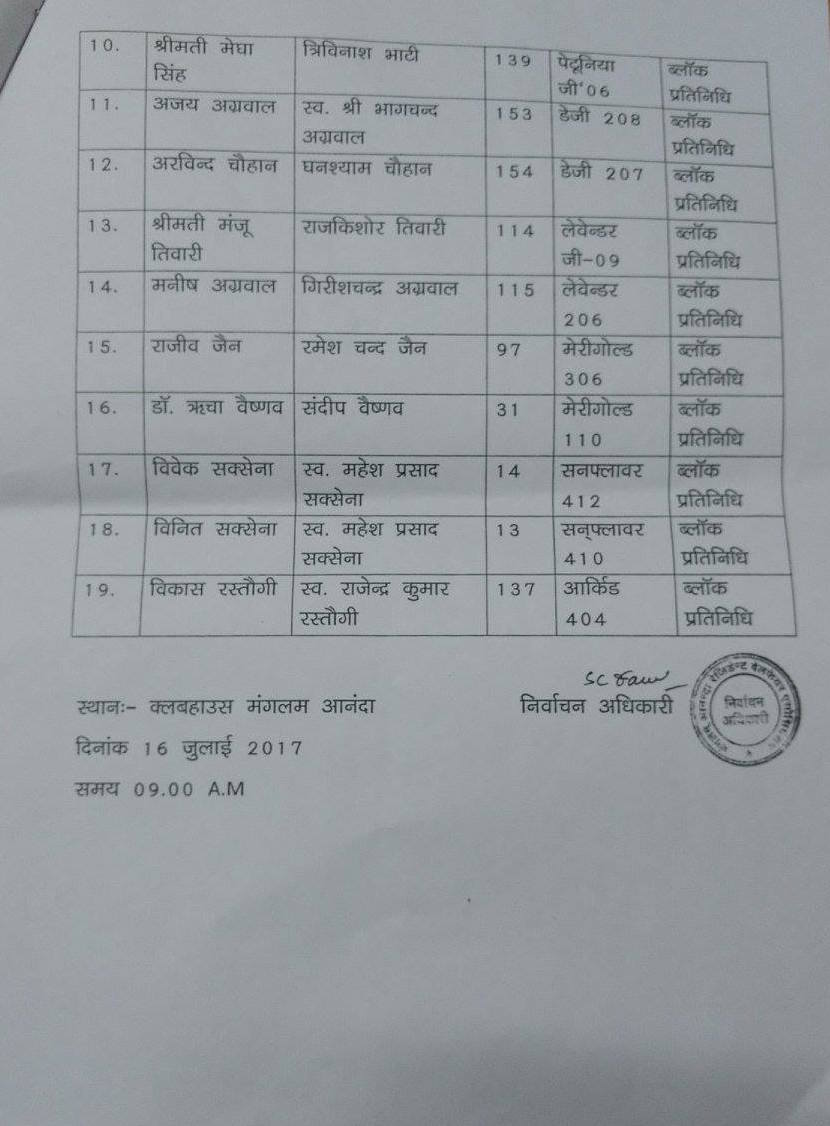 10. श्रीमती मेघा सिंह त्रिविनाश भाटी 139 पेटूनिया जी'06 ब्लॉक प्रतिनिधि
11. अजय अग्रवाल स्व. श्री भागचन्द अग्रवाल 153 डेजी 208 ब्लॉक प्रतिनिधि
12. अरविन्द चौहान घनश्याम चौहान 154 डेजी 207 ब्लॉक प्रतिनिधि
13. श्रीमती मंजू तिवारी राजकिशोर तिवारी 114 लेवेन्डर जी-09 ब्लॉक प्रतिनिधि
14. मनीष अग्रवाल गिरीशचन्द्र अग्रवाल 115 लेवेन्डर 206 ब्लॉक प्रतिनिधि
15. राजीव जैन रमेश चन्द जैन 97 मेरीगोल्ड 306 ब्लॉक प्रतिनिधि
16. डॉ. ऋचा वैष्णव संदीप वैष्णव 31 मेरीगोल्ड 110 ब्लॉक प्रतिनिधि
17. विवेक सक्सेना स्व. महेश प्रसाद सक्सेना 14 सनफ्लावर 412 ब्लॉक प्रतिनिधि
18. विनित सक्सेना स्व. महेश प्रसाद सक्सेना 13 सन्फ्लावर 410 ब्लॉक प्रतिनिधि
19. विकास रस्तौगी स्व. राजेन्द्र कुमार रस्तौगी 137 आर्किड 404 ब्लॉक प्रतिनिधि
SC
स्थानः- क्लबहाउस मंगलम आनंदा निर्वाचन अधिकारी
निर्वाचन
अधिकारी
दिनांक 16 जुलाई 2017
समय 09.00 A.M